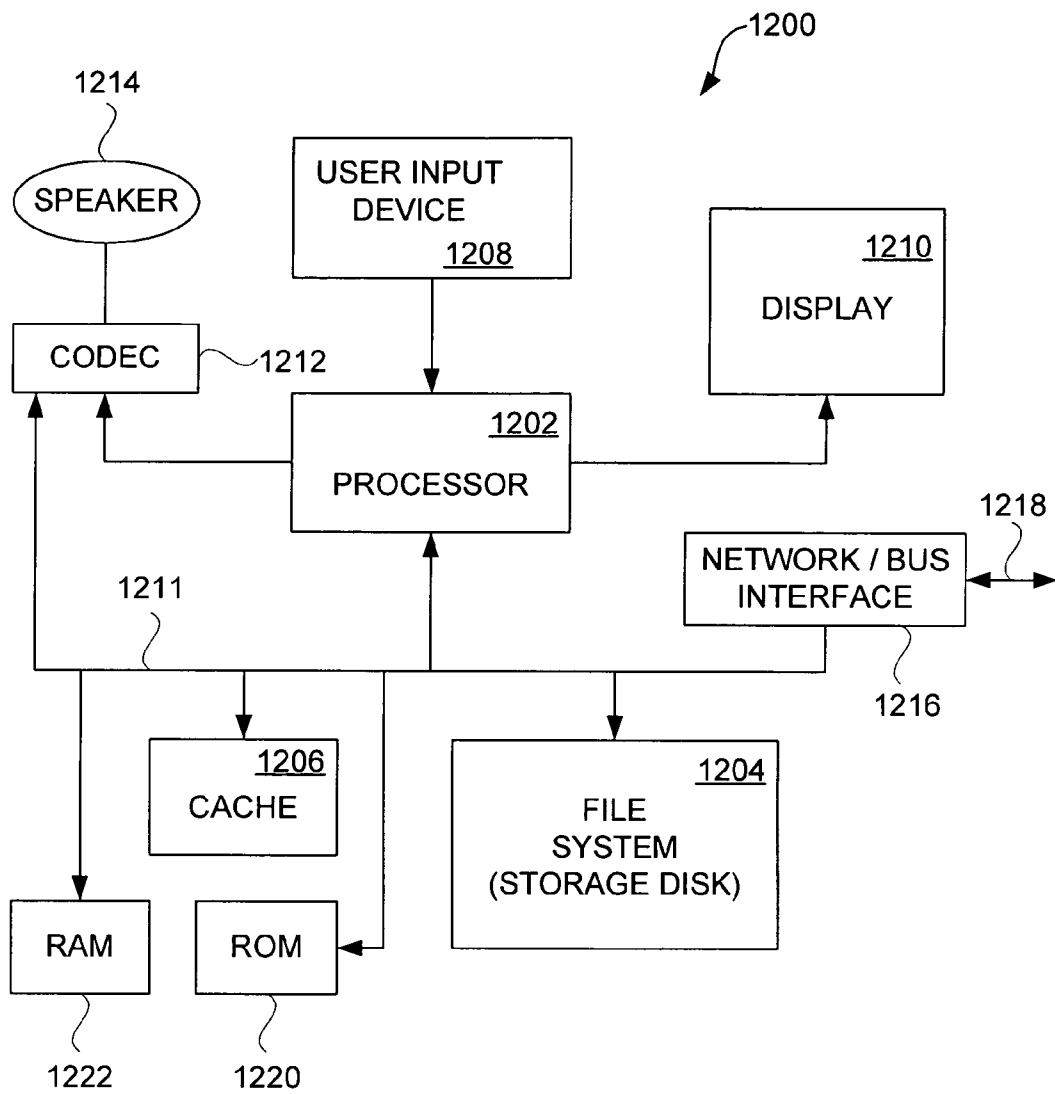 1200
1214
SPEAKER
USER INPUT
DEVICE
1208
1210
DISPLAY
CODEC
1212
1202
PROCESSOR
1218
NETWORK / BUS
INTERFACE
1211
1216
1206
CACHE
1204
FILE
SYSTEM
(STORAGE DISK)
RAM
ROM
1222
1220